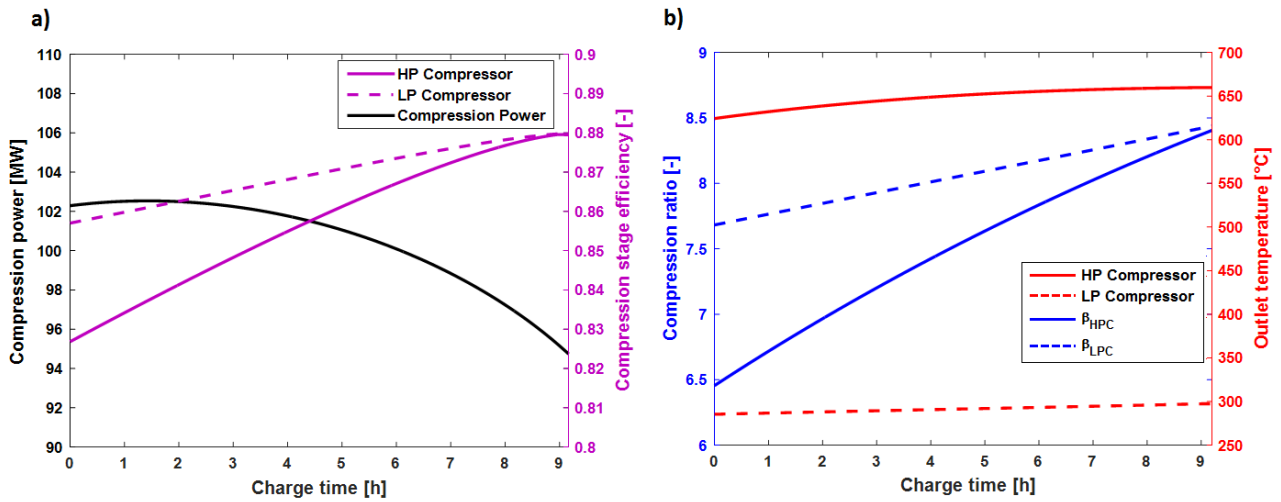 a)
110
108
106
104
102
100
98
96
94
92
90
Compression power [MW]
0 1 2 3 4 5 6 7 8 9
Charge time [h]
0.9
0.89
0.88
0.87
0.86
0.85
0.84
0.83
0.82
0.81
0.8
Compression stage efficiency [-]
HP Compressor
LP Compressor
Compression Power
b)
9
8.5
8
7.5
7
6.5
6
Compression ratio [-]
0 1 2 3 4 5 6 7 8 9
Charge time [h]
700
650
600
550
500
450
400
350
300
250
Outlet temperature [°C]
HP Compressor
LP Compressor
βHPC
βLPC